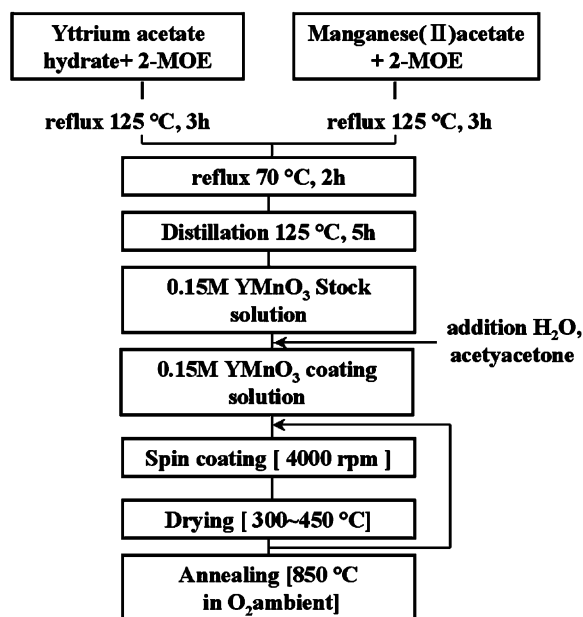 Yttrium acetate
hydrate+ 2-MOE
Manganese(Ⅱ)acetate
+ 2-MOE
reflux 125 °C, 3h
reflux 125 °C, 3h
reflux 70 °C, 2h
Distillation 125 °C, 5h
0.15M YMnO₃ Stock
solution
addition H₂O,
acetyacetone
0.15M YMnO₃ coating
solution
Spin coating [ 4000 rpm ]
Drying [ 300~450 °C]
Annealing [850 °C
in O₂ambient]